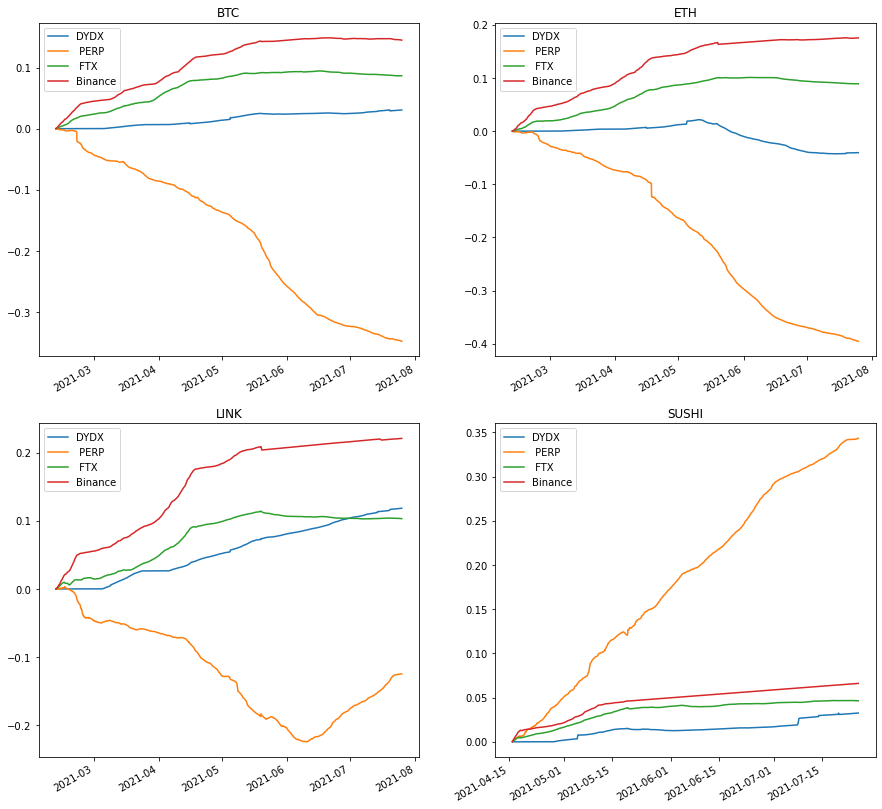 BTC
DYDX
PERP
FTX
Binance
0.1
0.0
−0.1
−0.2
−0.3
2021-03
2021-04
2021-05
2021-06
2021-07
2021-08
ETH
DYDX
PERP
FTX
Binance
0.2
0.1
0.0
−0.1
−0.2
−0.3
−0.4
2021-03
2021-04
2021-05
2021-06
2021-07
2021-08
LINK
DYDX
PERP
FTX
Binance
0.2
0.1
0.0
−0.1
−0.2
2021-03
2021-04
2021-05
2021-06
2021-07
2021-08
SUSHI
DYDX
PERP
FTX
Binance
0.35
0.30
0.25
0.20
0.15
0.10
0.05
0.00
2021-04-15
2021-05-01
2021-05-15
2021-06-01
2021-06-15
2021-07-01
2021-07-15